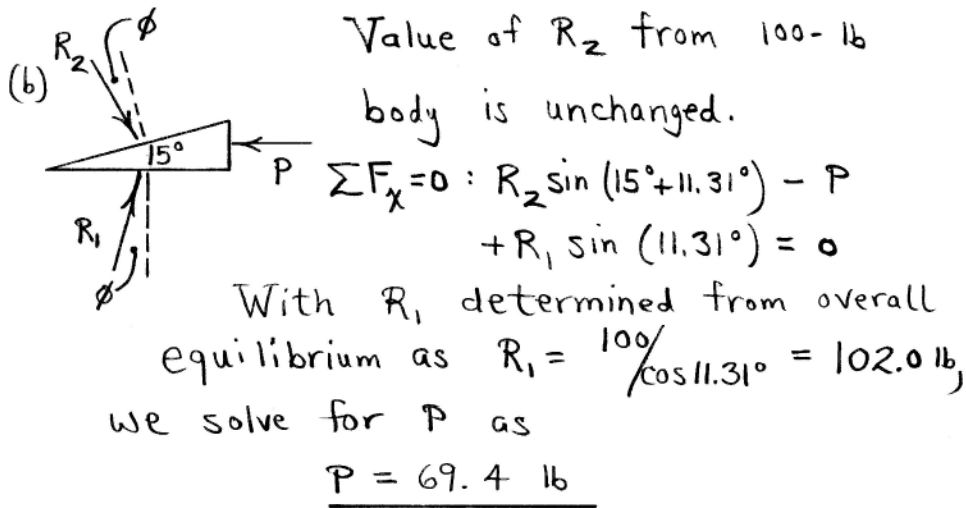 (b)
R₂
ϕ
15°
P
R₁
ϕ
Value of R₂ from 100-lb
body is unchanged.
ΣFₓ=0 : R₂ sin (15°+11.31°) - P
+R₁ sin (11.31°) = 0
With R₁ determined from overall
equilibrium as R₁ = 100/cos 11.31° = 102.0 lb,
we solve for P as
P = 69.4 lb